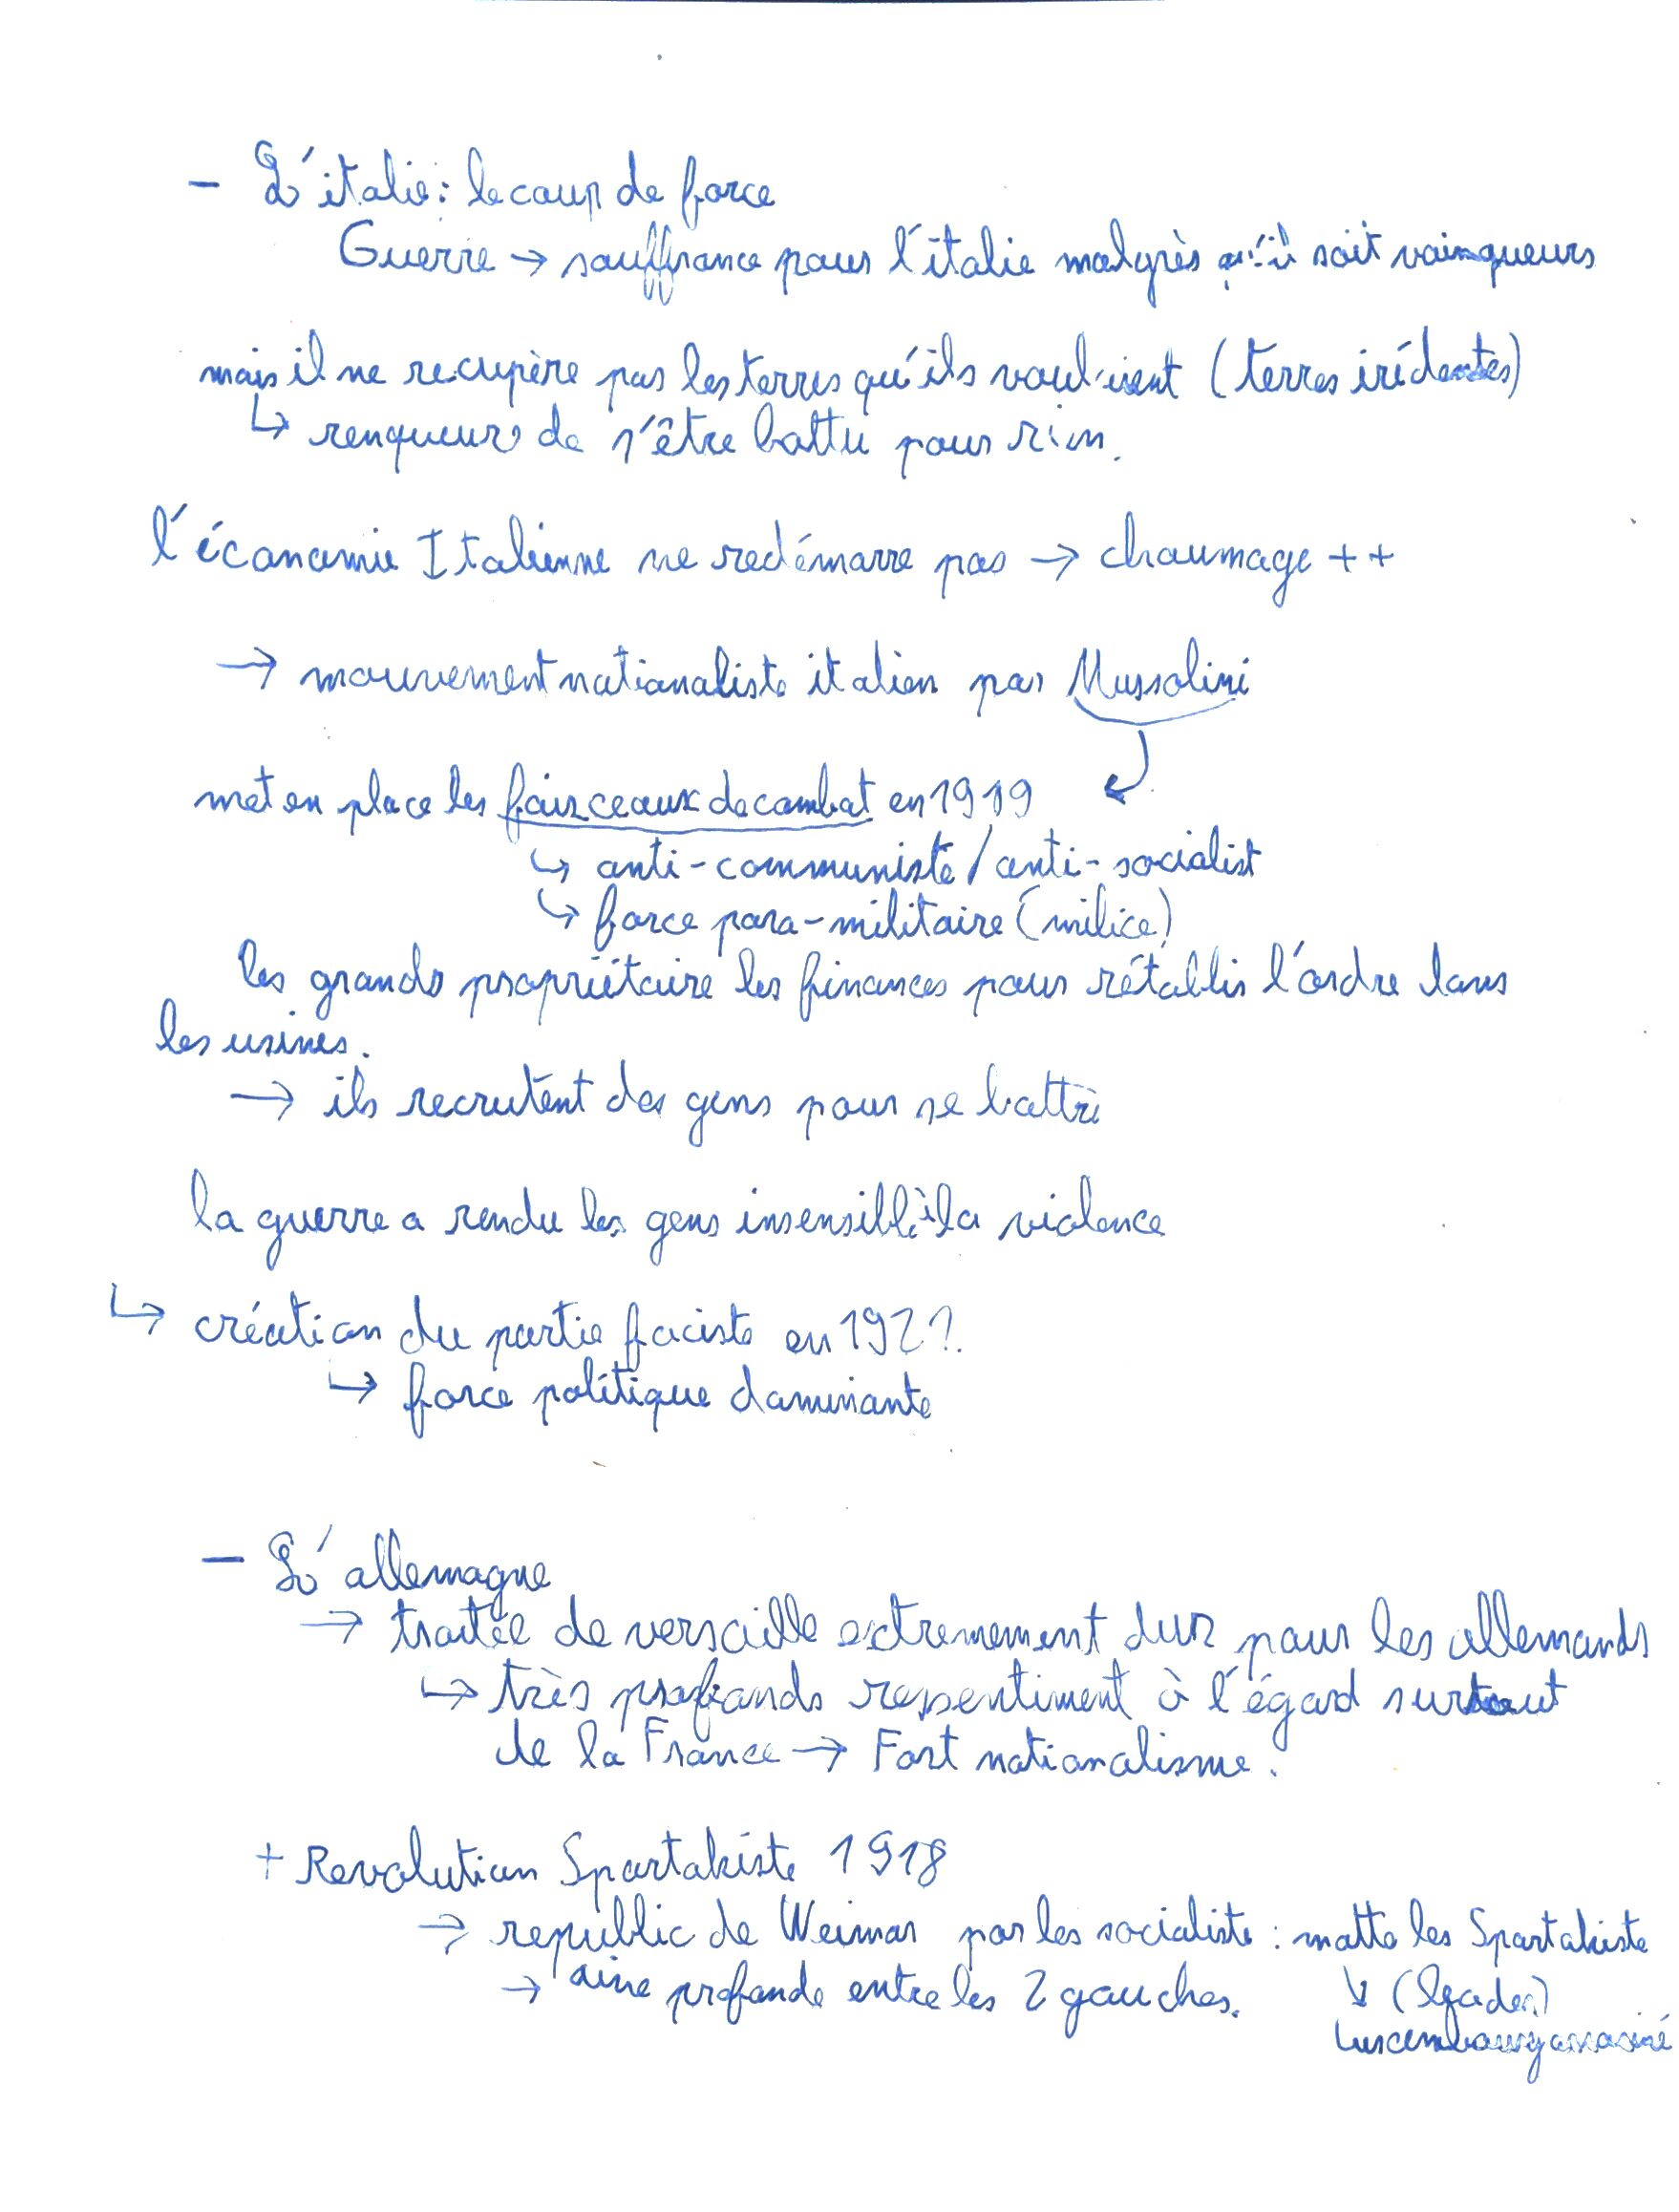 - L'italie : le coup de force
Guerre → souffrance pour l'italie malgrès qu'il soit vainqueurs
mais il ne recupère pas les terres qu'ils voulaient (terres irédentes)
↳ renqueurs de s'être battu pour rien.
l'économie Italienne ne redémarre pas → chaumage ++
→ mouvement nationaliste italien par Mussolini
met en place les faisceaux de combat en 1919
↳ anti-communiste / anti-socialist
↳ force para-militaire (milice)
les grands propriétaire les finances pour rétablir l'ordre dans
les usines.
→ ils recrutent des gens pour se battre
la guerre a rendu les gens insensible à la violence
↳ création du partie faciste en 192?.
↳ force politique dominante
- L'allemagne
→ traitée de versaille extremement dur pour les allemands
↳ très profonds ressentiment à l'égard surtout
de la France → Fort nationalisme.
+ Revolution Spartakiste 1918
→ republic de Weimar par les socialiste : matte les Spartakiste
→ aine profonde entre les 2 gauches. ↓ (leader)
Luxembourg assasiné